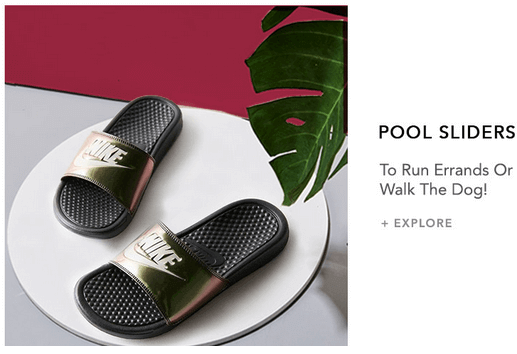 NIKE
NIKE
POOL SLIDERS
To Run Errands Or
Walk The Dog!
+ EXPLORE